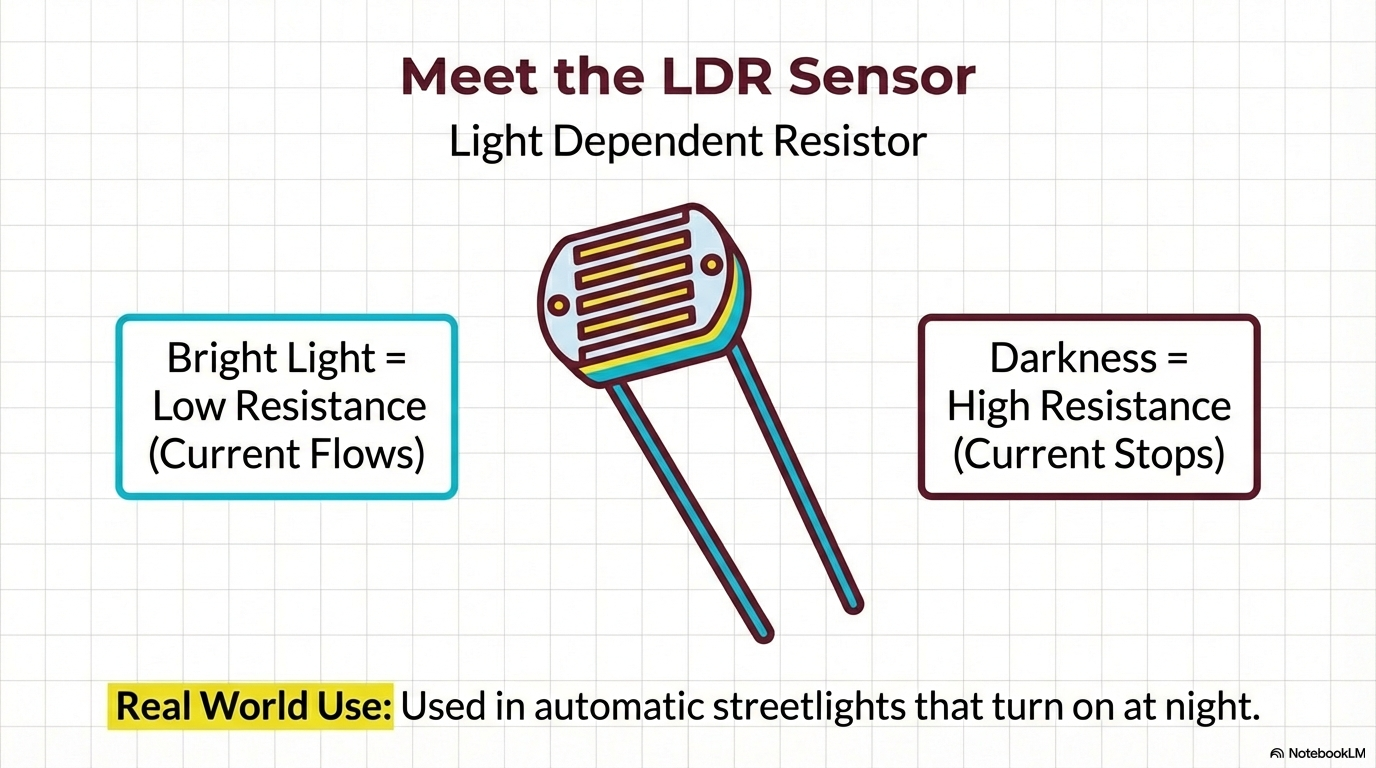 Meet the LDR Sensor
Light Dependent Resistor
Bright Light =
Low Resistance
(Current Flows)
Darkness =
High Resistance
(Current Stops)
Real World Use: Used in automatic streetlights that turn on at night.
NotebookLM